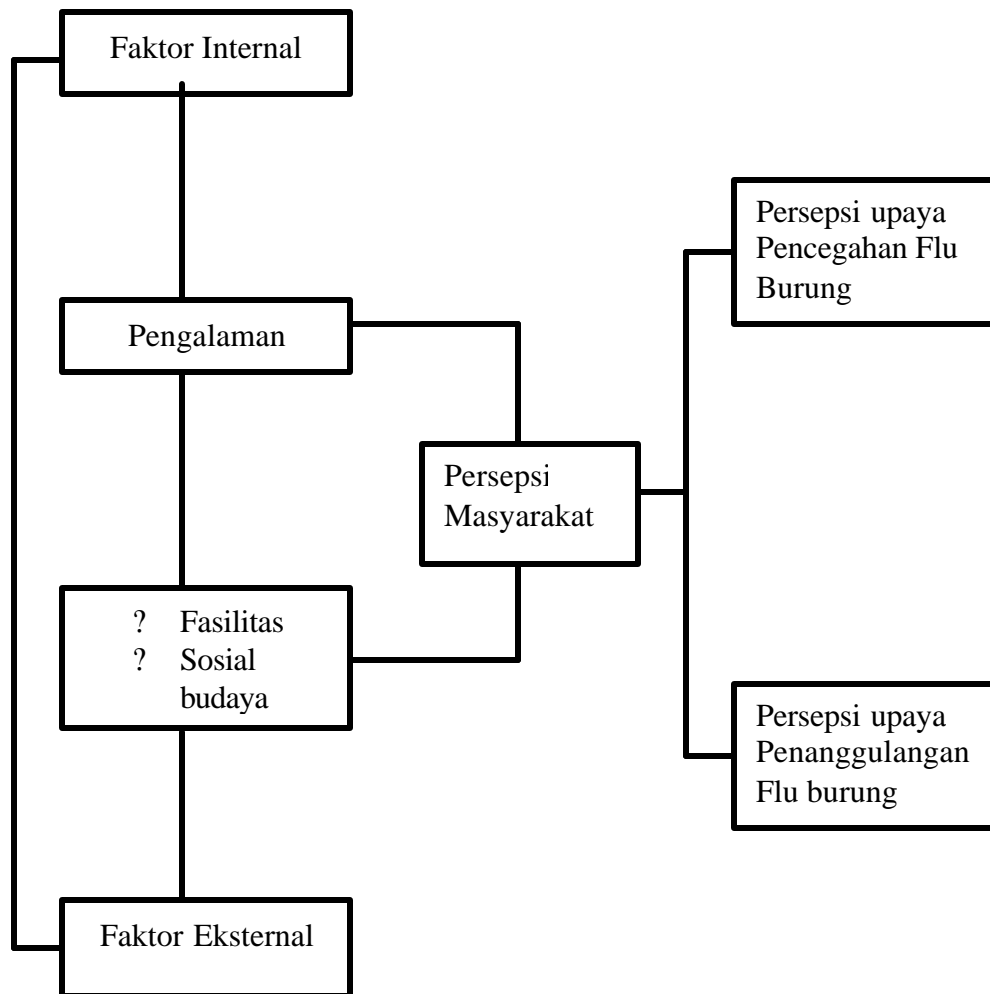 Faktor Internal
Persepsi upaya
Pencegahan Flu
Burung
Pengalaman
Persepsi
Masyarakat
? Fasilitas
? Sosial
budaya
Persepsi upaya
Penanggulangan
Flu burung
Faktor Eksternal